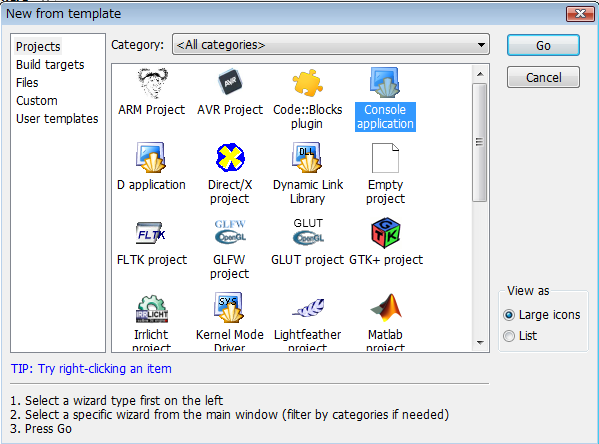 New from template
Projects
Build targets
Files
Custom
User templates
Category:
<All categories>
Go
Cancel
ARM Project
AVR Project
Code::Blocks
plugin
Console
application
D application
Direct/X
project
Dynamic Link
Library
Empty
project
FLTK project
GLFW
project
GLUT project
GTK+ project
Irrlicht
project
Kernel Mode
Driver
Lightfeather
project
Matlab
project
AVR
DLL
FLTK
GLFW
OpenGL
GLUT
OpenGL
GTK
IRRLICHT
SYS
View as
Large icons
List
TIP: Try right-clicking an item
1. Select a wizard type first on the left
2. Select a specific wizard from the main window (filter by categories if needed)
3. Press Go